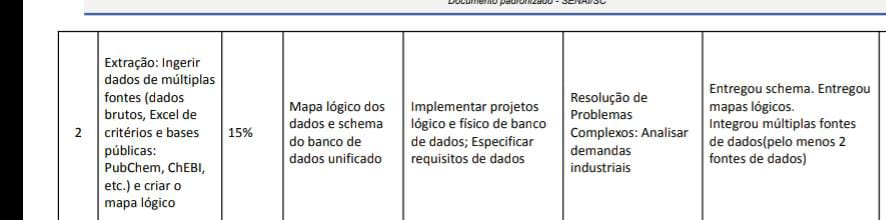 Documento padronizado - SENAI/SC
2
Extração: Ingerir
dados de múltiplas
fontes (dados
brutos, Excel de
critérios e bases
públicas:
PubChem, ChEBI,
etc.) e criar o
mapa lógico
15%
Mapa lógico dos
dados e schema
do banco de
dados unificado
Implementar projetos
lógico e físico de banco
de dados; Especificar
requisitos de dados
Resolução de
Problemas
Complexos: Analisar
demandas
industriais
Entregou schema. Entregou
mapas lógicos.
Integrou múltiplas fontes
de dados(pelo menos 2
fontes de dados)